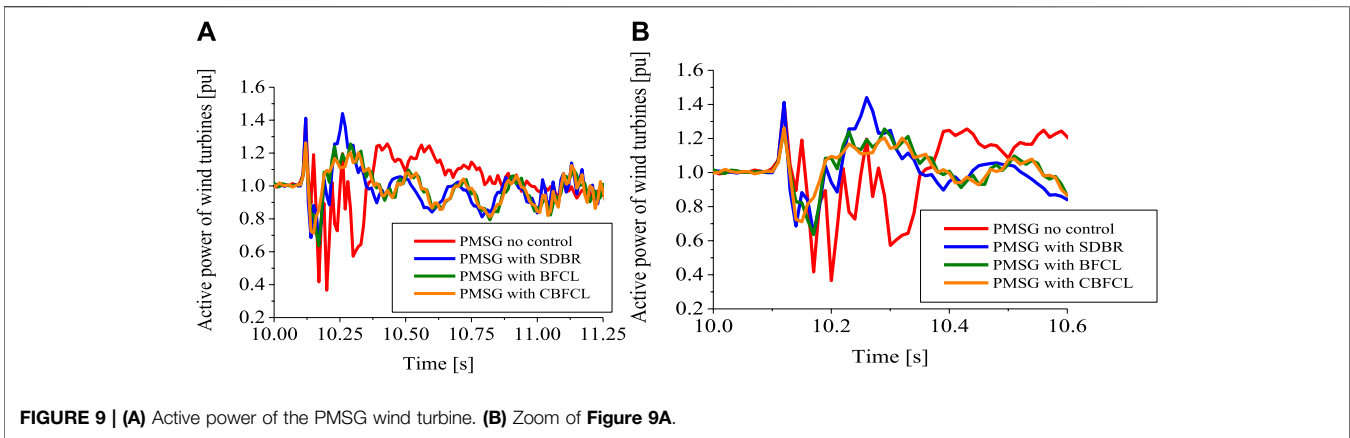 A
Active power of wind turbines [pu]
1.6
1.4
1.2
1.0
0.8
0.6
0.4
0.2
PMSG no control
PMSG with SDBR
PMSG with BFCL
PMSG with CBFCL
10.00 10.25 10.50 10.75 11.00 11.25
Time [s]
B
Active power of wind turbines [pu]
1.6
1.4
1.2
1.0
0.8
0.6
0.4
0.2
PMSG no control
PMSG with SDBR
PMSG with BFCL
PMSG with CBFCL
10.0 10.2 10.4 10.6
Time [s]
FIGURE 9 | (A) Active power of the PMSG wind turbine. (B) Zoom of Figure 9A.